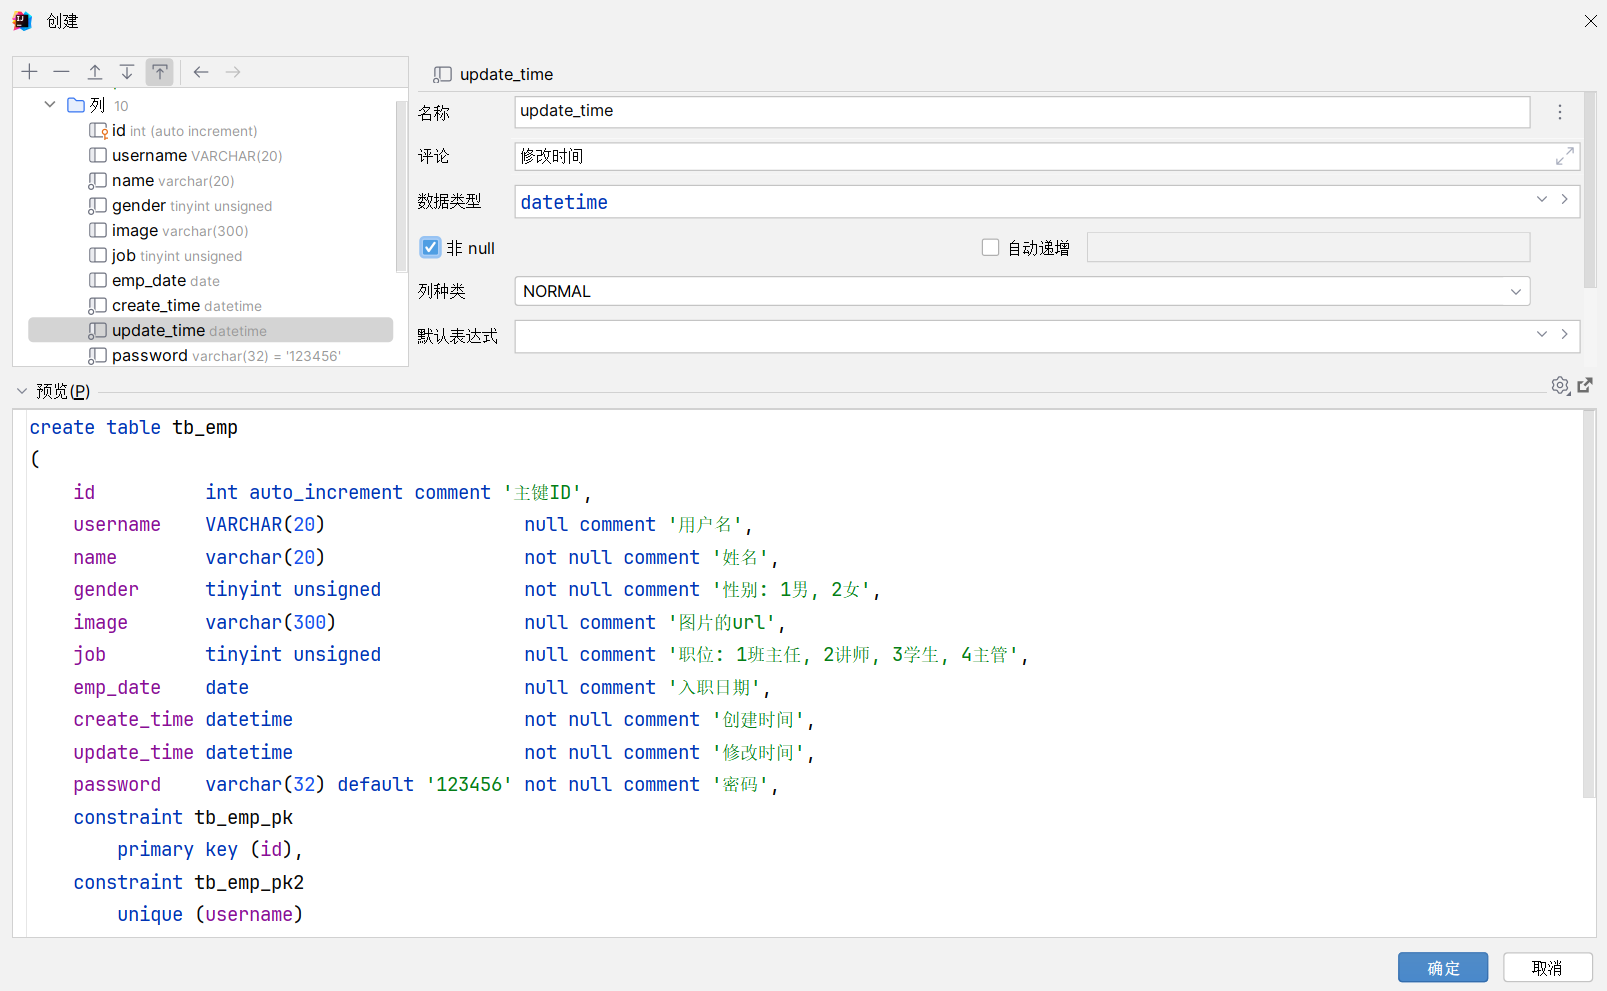 创建
列 10
id int (auto increment)
username VARCHAR(20)
name varchar(20)
gender tinyint unsigned
image varchar(300)
job tinyint unsigned
emp_date date
create_time datetime
update_time datetime
password varchar(32) = '123456'
update_time
名称 update_time
评论 修改时间
数据类型 datetime
非 null 自动递增
列种类 NORMAL
默认表达式
预览(P)
create table tb_emp
(
id int auto_increment comment '主键ID',
username VARCHAR(20) null comment '用户名',
name varchar(20) not null comment '姓名',
gender tinyint unsigned not null comment '性别: 1男, 2女',
image varchar(300) null comment '图片的url',
job tinyint unsigned null comment '职位: 1班主任, 2讲师, 3学生, 4主管',
emp_date date null comment '入职日期',
create_time datetime not null comment '创建时间',
update_time datetime not null comment '修改时间',
password varchar(32) default '123456' not null comment '密码',
constraint tb_emp_pk
primary key (id),
constraint tb_emp_pk2
unique (username)
确定 取消